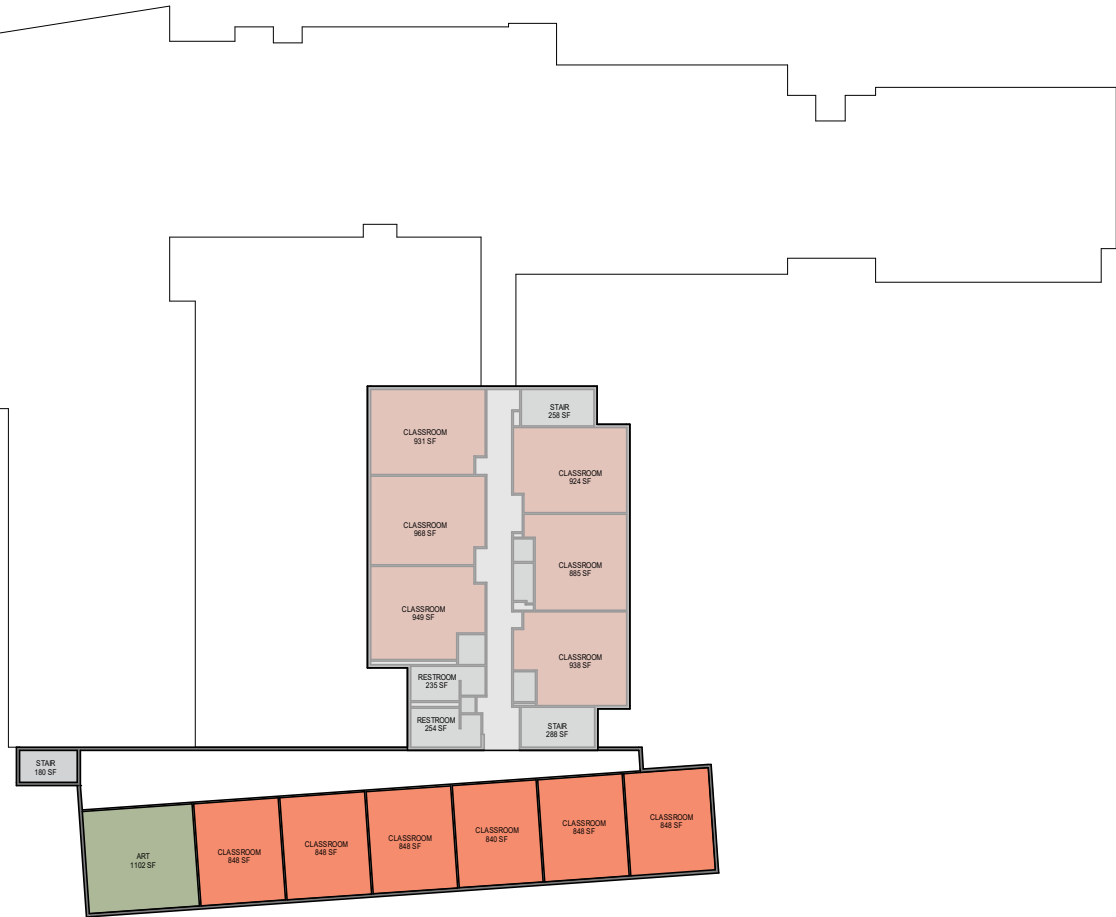 STAIR
258 SF
CLASSROOM
931 SF
CLASSROOM
924 SF
CLASSROOM
968 SF
CLASSROOM
885 SF
CLASSROOM
949 SF
CLASSROOM
938 SF
RESTROOM
235 SF
RESTROOM
254 SF
STAIR
288 SF
STAIR
180 SF
ART
1102 SF
CLASSROOM
848 SF
CLASSROOM
848 SF
CLASSROOM
848 SF
CLASSROOM
840 SF
CLASSROOM
848 SF
CLASSROOM
848 SF